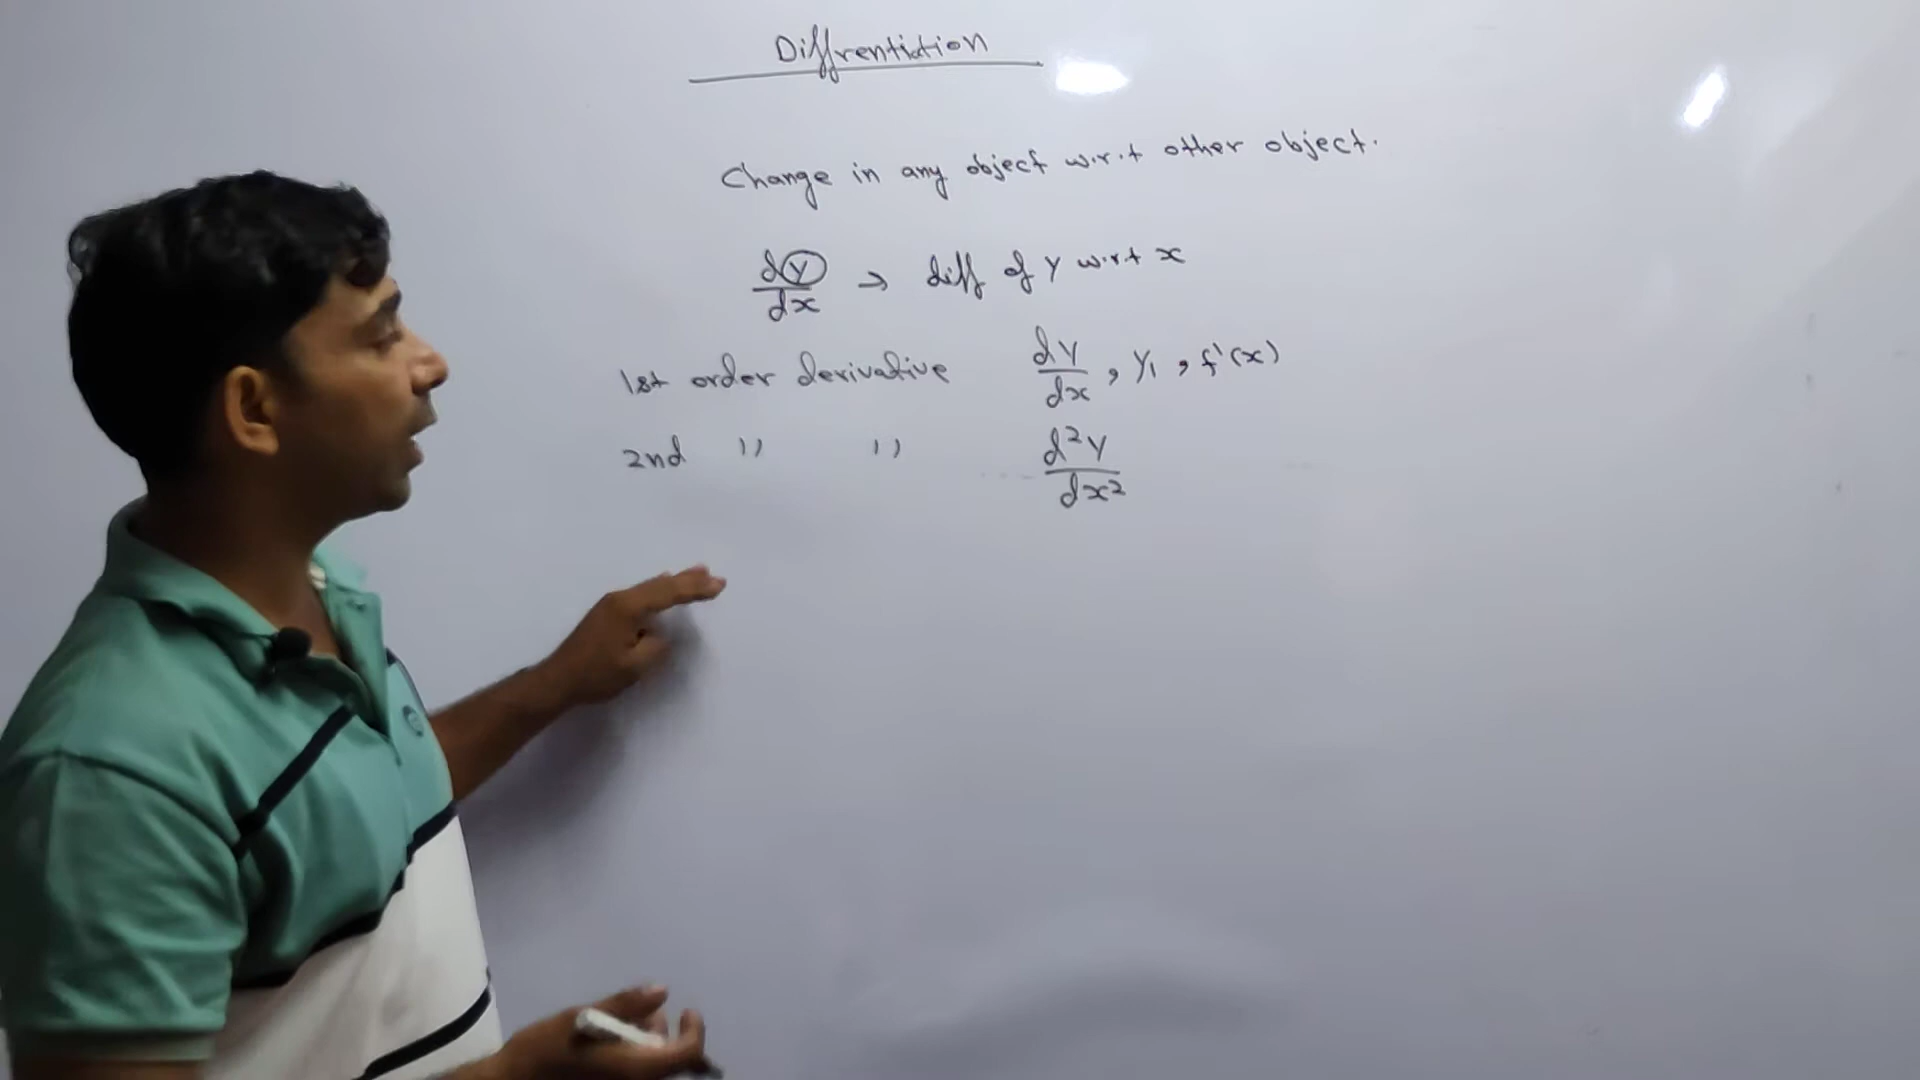 Diffrentiation
Change in any object w.r.t other object.
dy/dx → diff of y w.r.t x
1st order derivative dy/dx , y₁ , f'(x)
2nd " " d²y/dx²